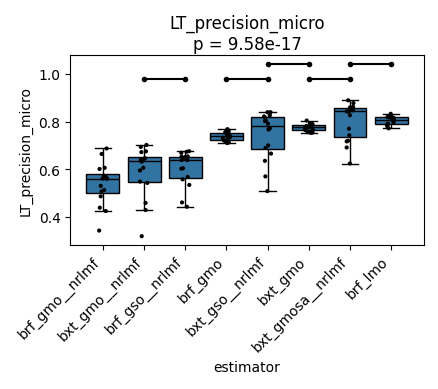 LT_precision_micro
p = 9.58e-17
LT_precision_micro
1.0
0.8
0.6
0.4
brf_gmo__nrlmf
bxt_gmo__nrlmf
brf_gso__nrlmf
brf_gmo
bxt_gso__nrlmf
bxt_gmo
bxt_gmosa__nrlmf
brf_lmo
estimator